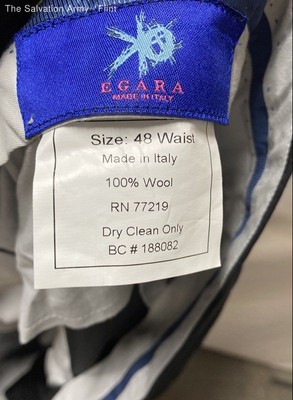 The Salvation Army - Flint
EGARA
MADE IN ITALY
Size: 48 Waist
Made in Italy
100% Wool
RN 77219
Dry Clean Only
BC # 188082